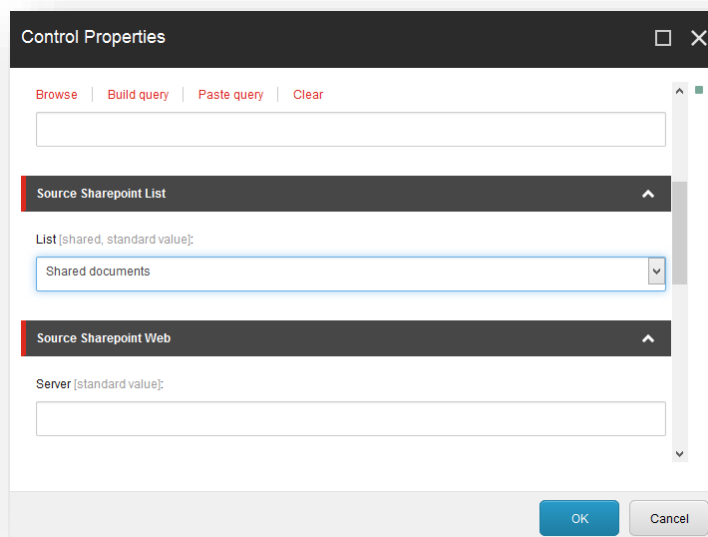 Control Properties
Browse Build query Paste query Clear
Source Sharepoint List
List [shared, standard value]:
Shared documents
Source Sharepoint Web
Server [standard value]:
OK Cancel